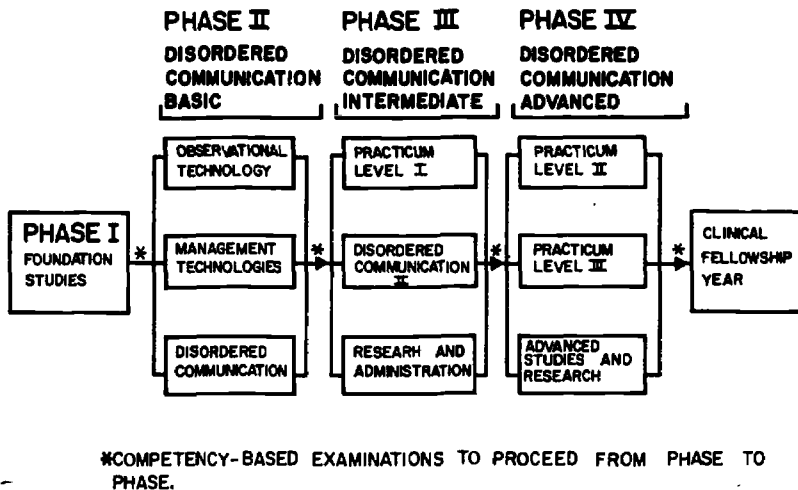 PHASE II
DISORDERED
COMMUNICATION
BASIC
PHASE III
DISORDERED
COMMUNICATION
INTERMEDIATE
PHASE IV
DISORDERED
COMMUNICATION
ADVANCED
PHASE I
FOUNDATION
STUDIES
*
OBSERVATIONAL
TECHNOLOGY
MANAGEMENT
TECHNOLOGIES
DISORDERED
COMMUNICATION
*
PRACTICUM
LEVEL I
DISORDERED
COMMUNICATION
II
RESEARH AND
ADMINISTRATION
*
PRACTICUM
LEVEL II
PRACTICUM
LEVEL III
ADVANCED
STUDIES AND
RESEARCH
*
CLINICAL
FELLOWSHIP
YEAR
*COMPETENCY-BASED EXAMINATIONS TO PROCEED FROM PHASE TO
PHASE.